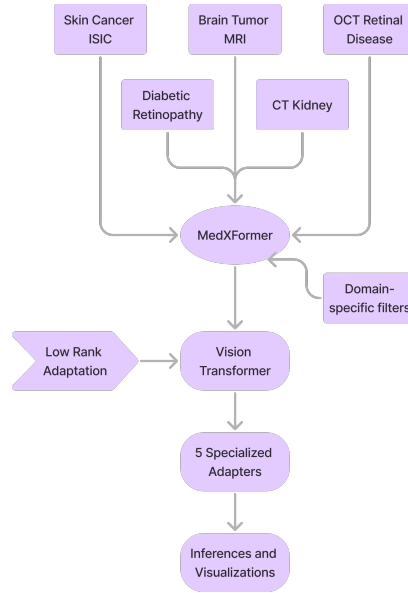 Skin Cancer
ISIC
Brain Tumor
MRI
OCT Retinal
Disease
Diabetic
Retinopathy
CT Kidney
MedXFormer
Domain-
specific filters
Low Rank
Adaptation
Vision
Transformer
5 Specialized
Adapters
Inferences and
Visualizations